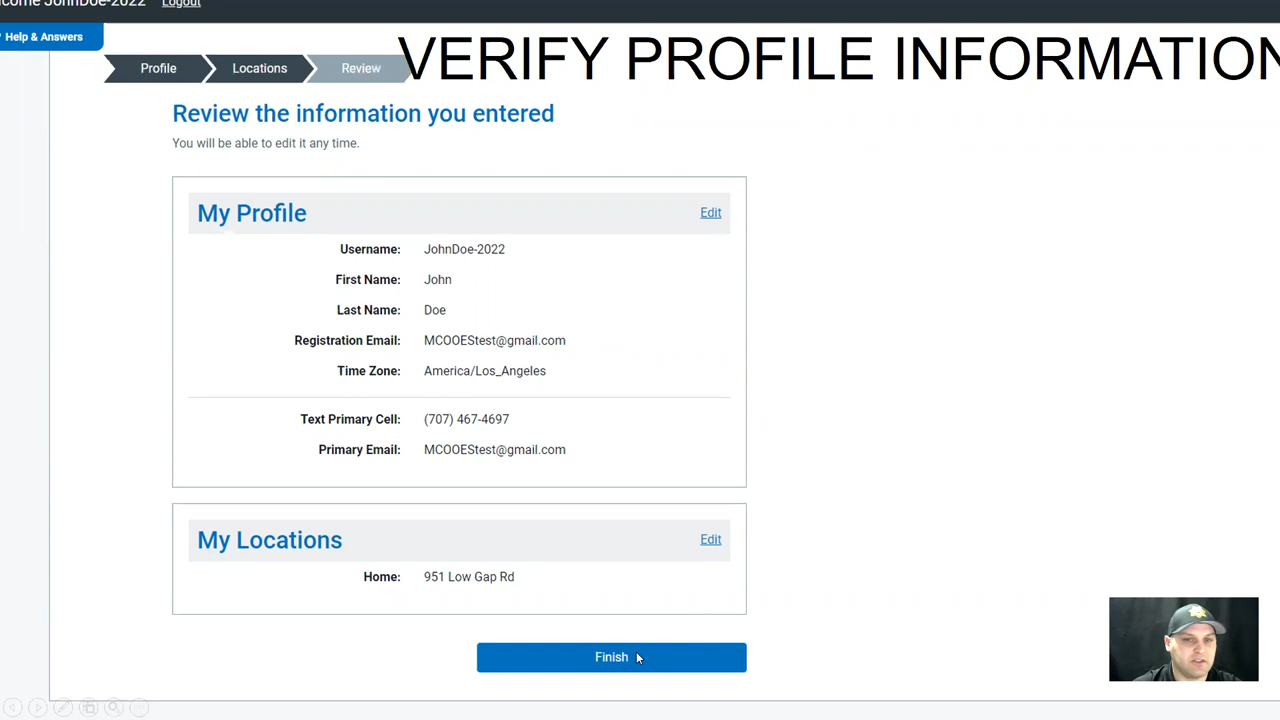 JohnDoe-2022 Logout
Help & Answers
VERIFY PROFILE INFORMATION
Profile Locations Review
Review the information you entered
You will be able to edit it any time.
My Profile Edit
Username: JohnDoe-2022
First Name: John
Last Name: Doe
Registration Email: MCOOEStest@gmail.com
Time Zone: America/Los_Angeles
Text Primary Cell: (707) 467-4697
Primary Email: MCOOEStest@gmail.com
My Locations Edit
Home: 951 Low Gap Rd
Finish